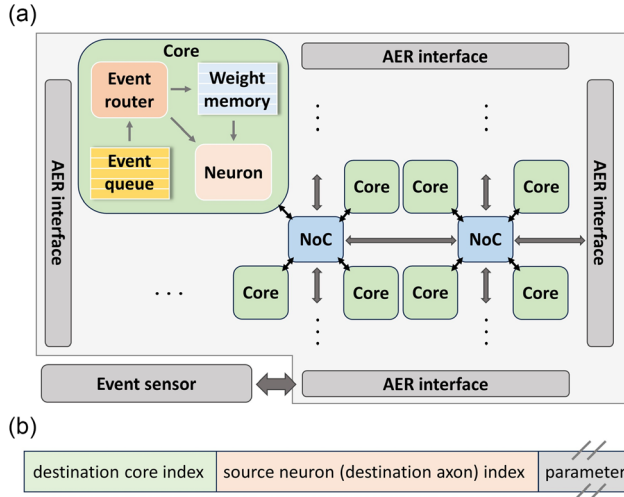 (a)
Core
Event
router
Weight
memory
Event
queue
Neuron
AER interface
AER interface
AER interface
Core
Core
Core
NoC
NoC
Core
Core
Core
Core
Event sensor
AER interface
(b)
destination core index
source neuron (destination axon) index
parameter